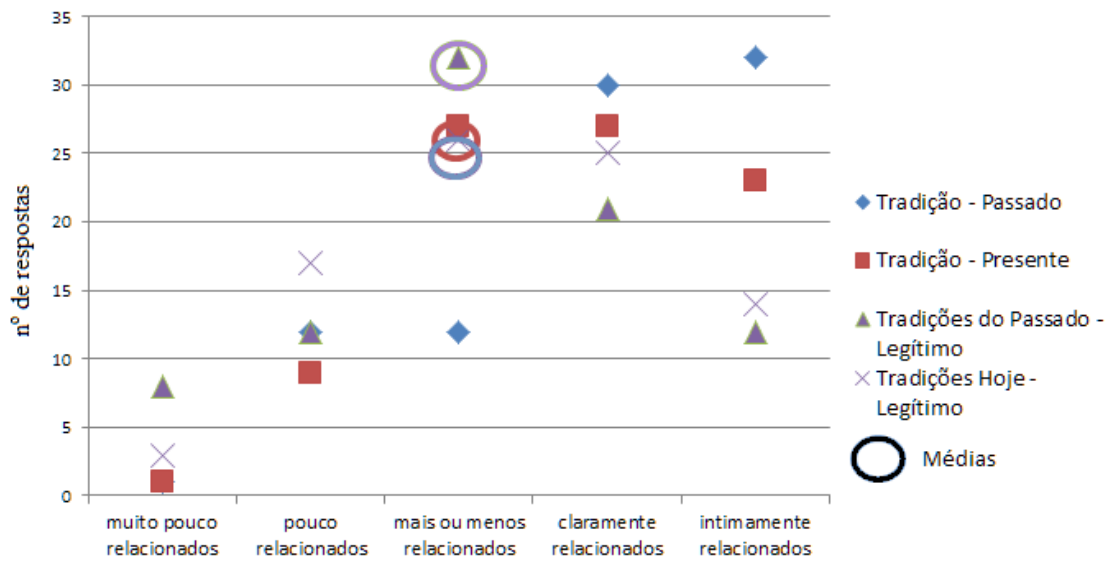 35
30
25
20
15
10
5
0
nº de respostas
muito pouco
relacionados
pouco
relacionados
mais ou menos
relacionados
claramente
relacionados
intimamente
relacionados
Tradição - Passado
Tradição - Presente
Tradições do Passado -
Legítimo
Tradições Hoje -
Legítimo
Médias